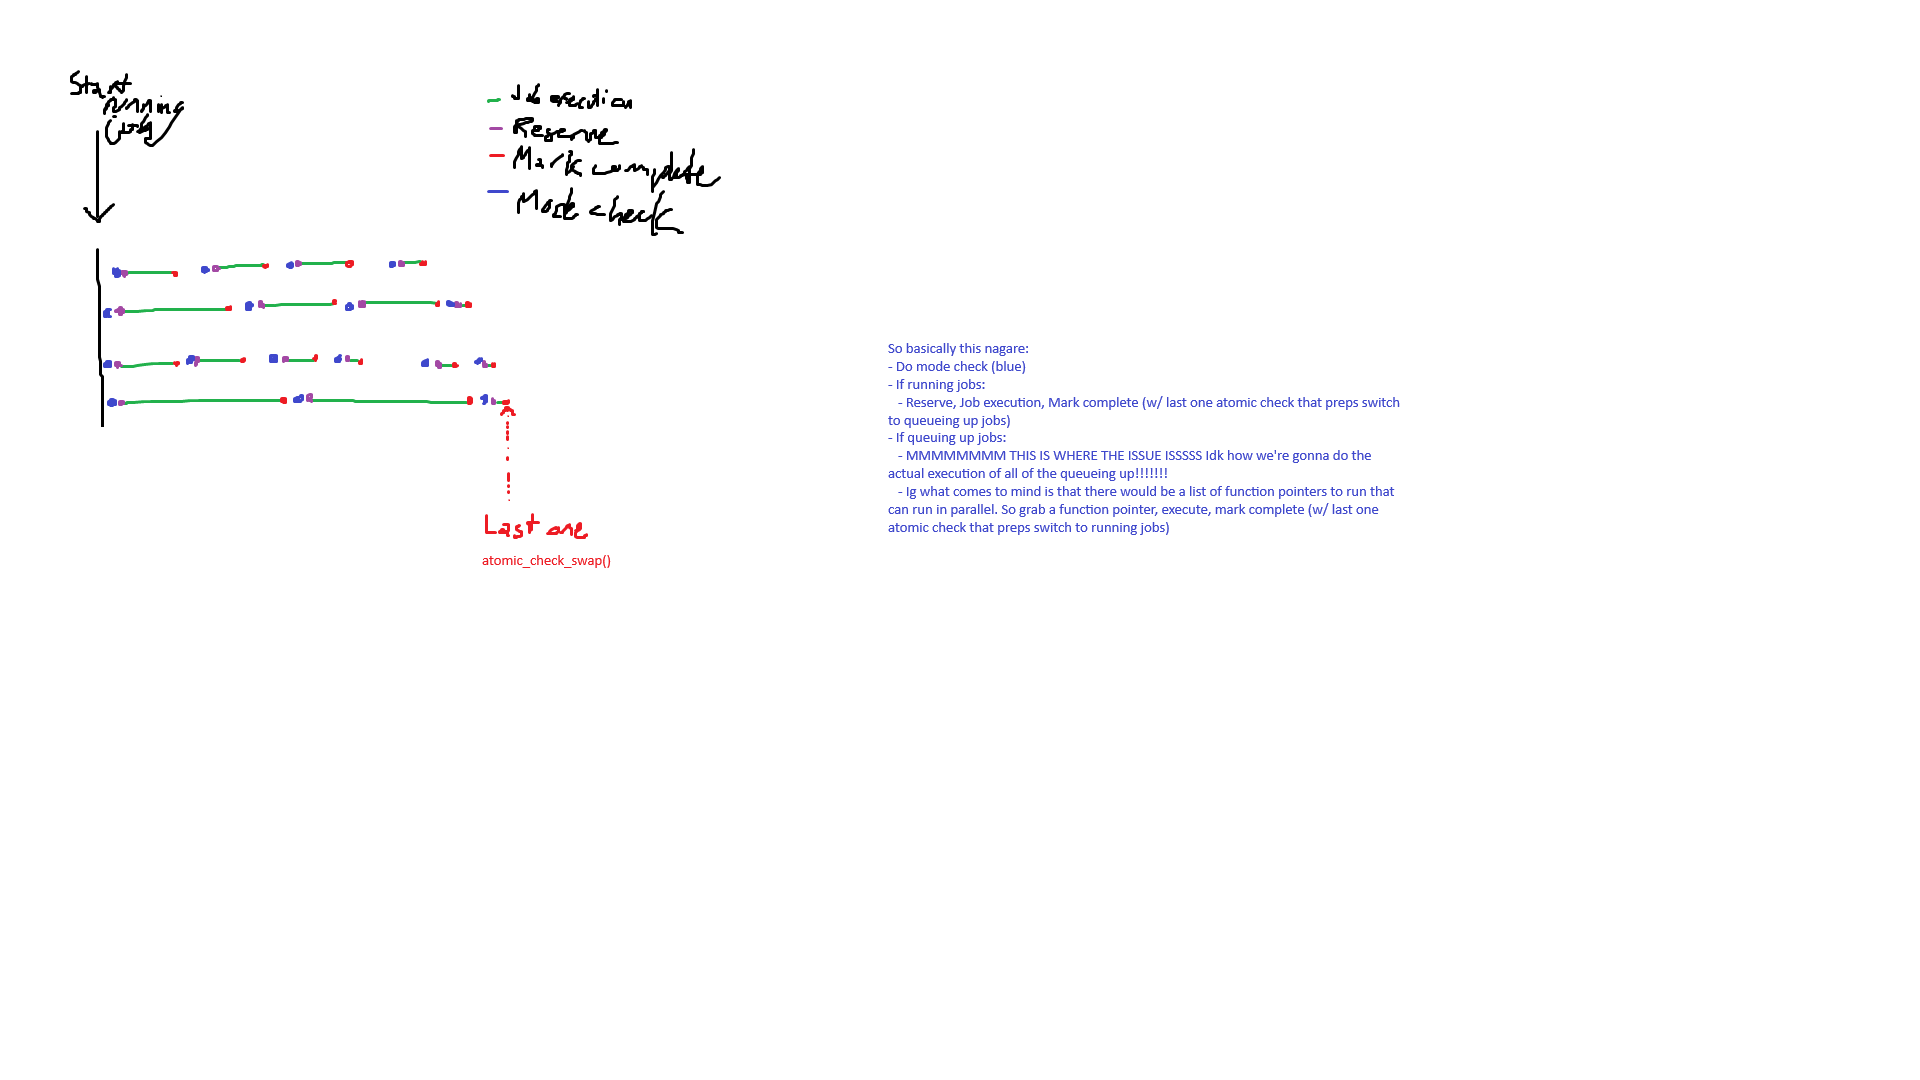 Start
running
jobs
Job execution
Reserve
Mark complete
Mode check
So basically this nagare:
- Do mode check (blue)
- If running jobs:
- Reserve, Job execution, Mark complete (w/ last one atomic check that preps switch
to queueing up jobs)
- If queuing up jobs:
- MMMMMMMM THIS IS WHERE THE ISSUE ISSSSS Idk how we're gonna do the
actual execution of all of the queueing up!!!!!!!
- Ig what comes to mind is that there would be a list of function pointers to run that
can run in parallel. So grab a function pointer, execute, mark complete (w/ last one
atomic check that preps switch to running jobs)
Last one
atomic_check_swap()